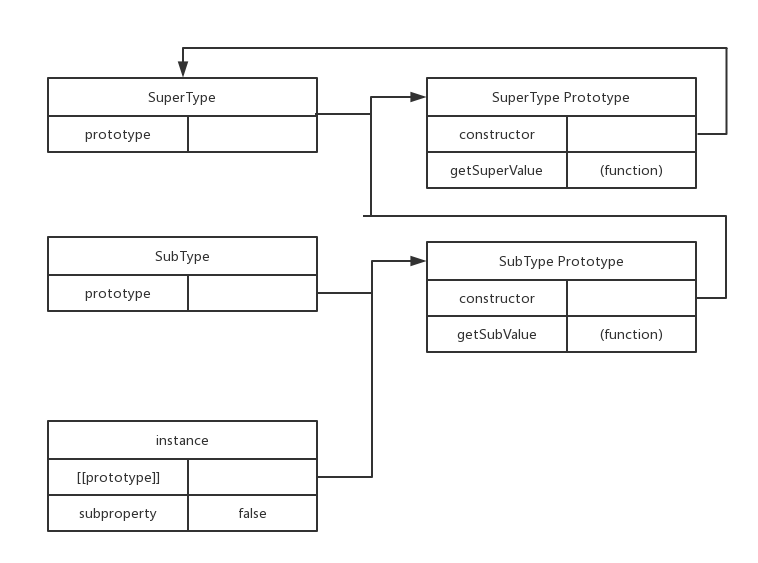 SuperType
prototype
SuperType Prototype
constructor
getSuperValue (function)
SubType
prototype
SubType Prototype
constructor
getSubValue (function)
instance
[[prototype]]
subproperty false